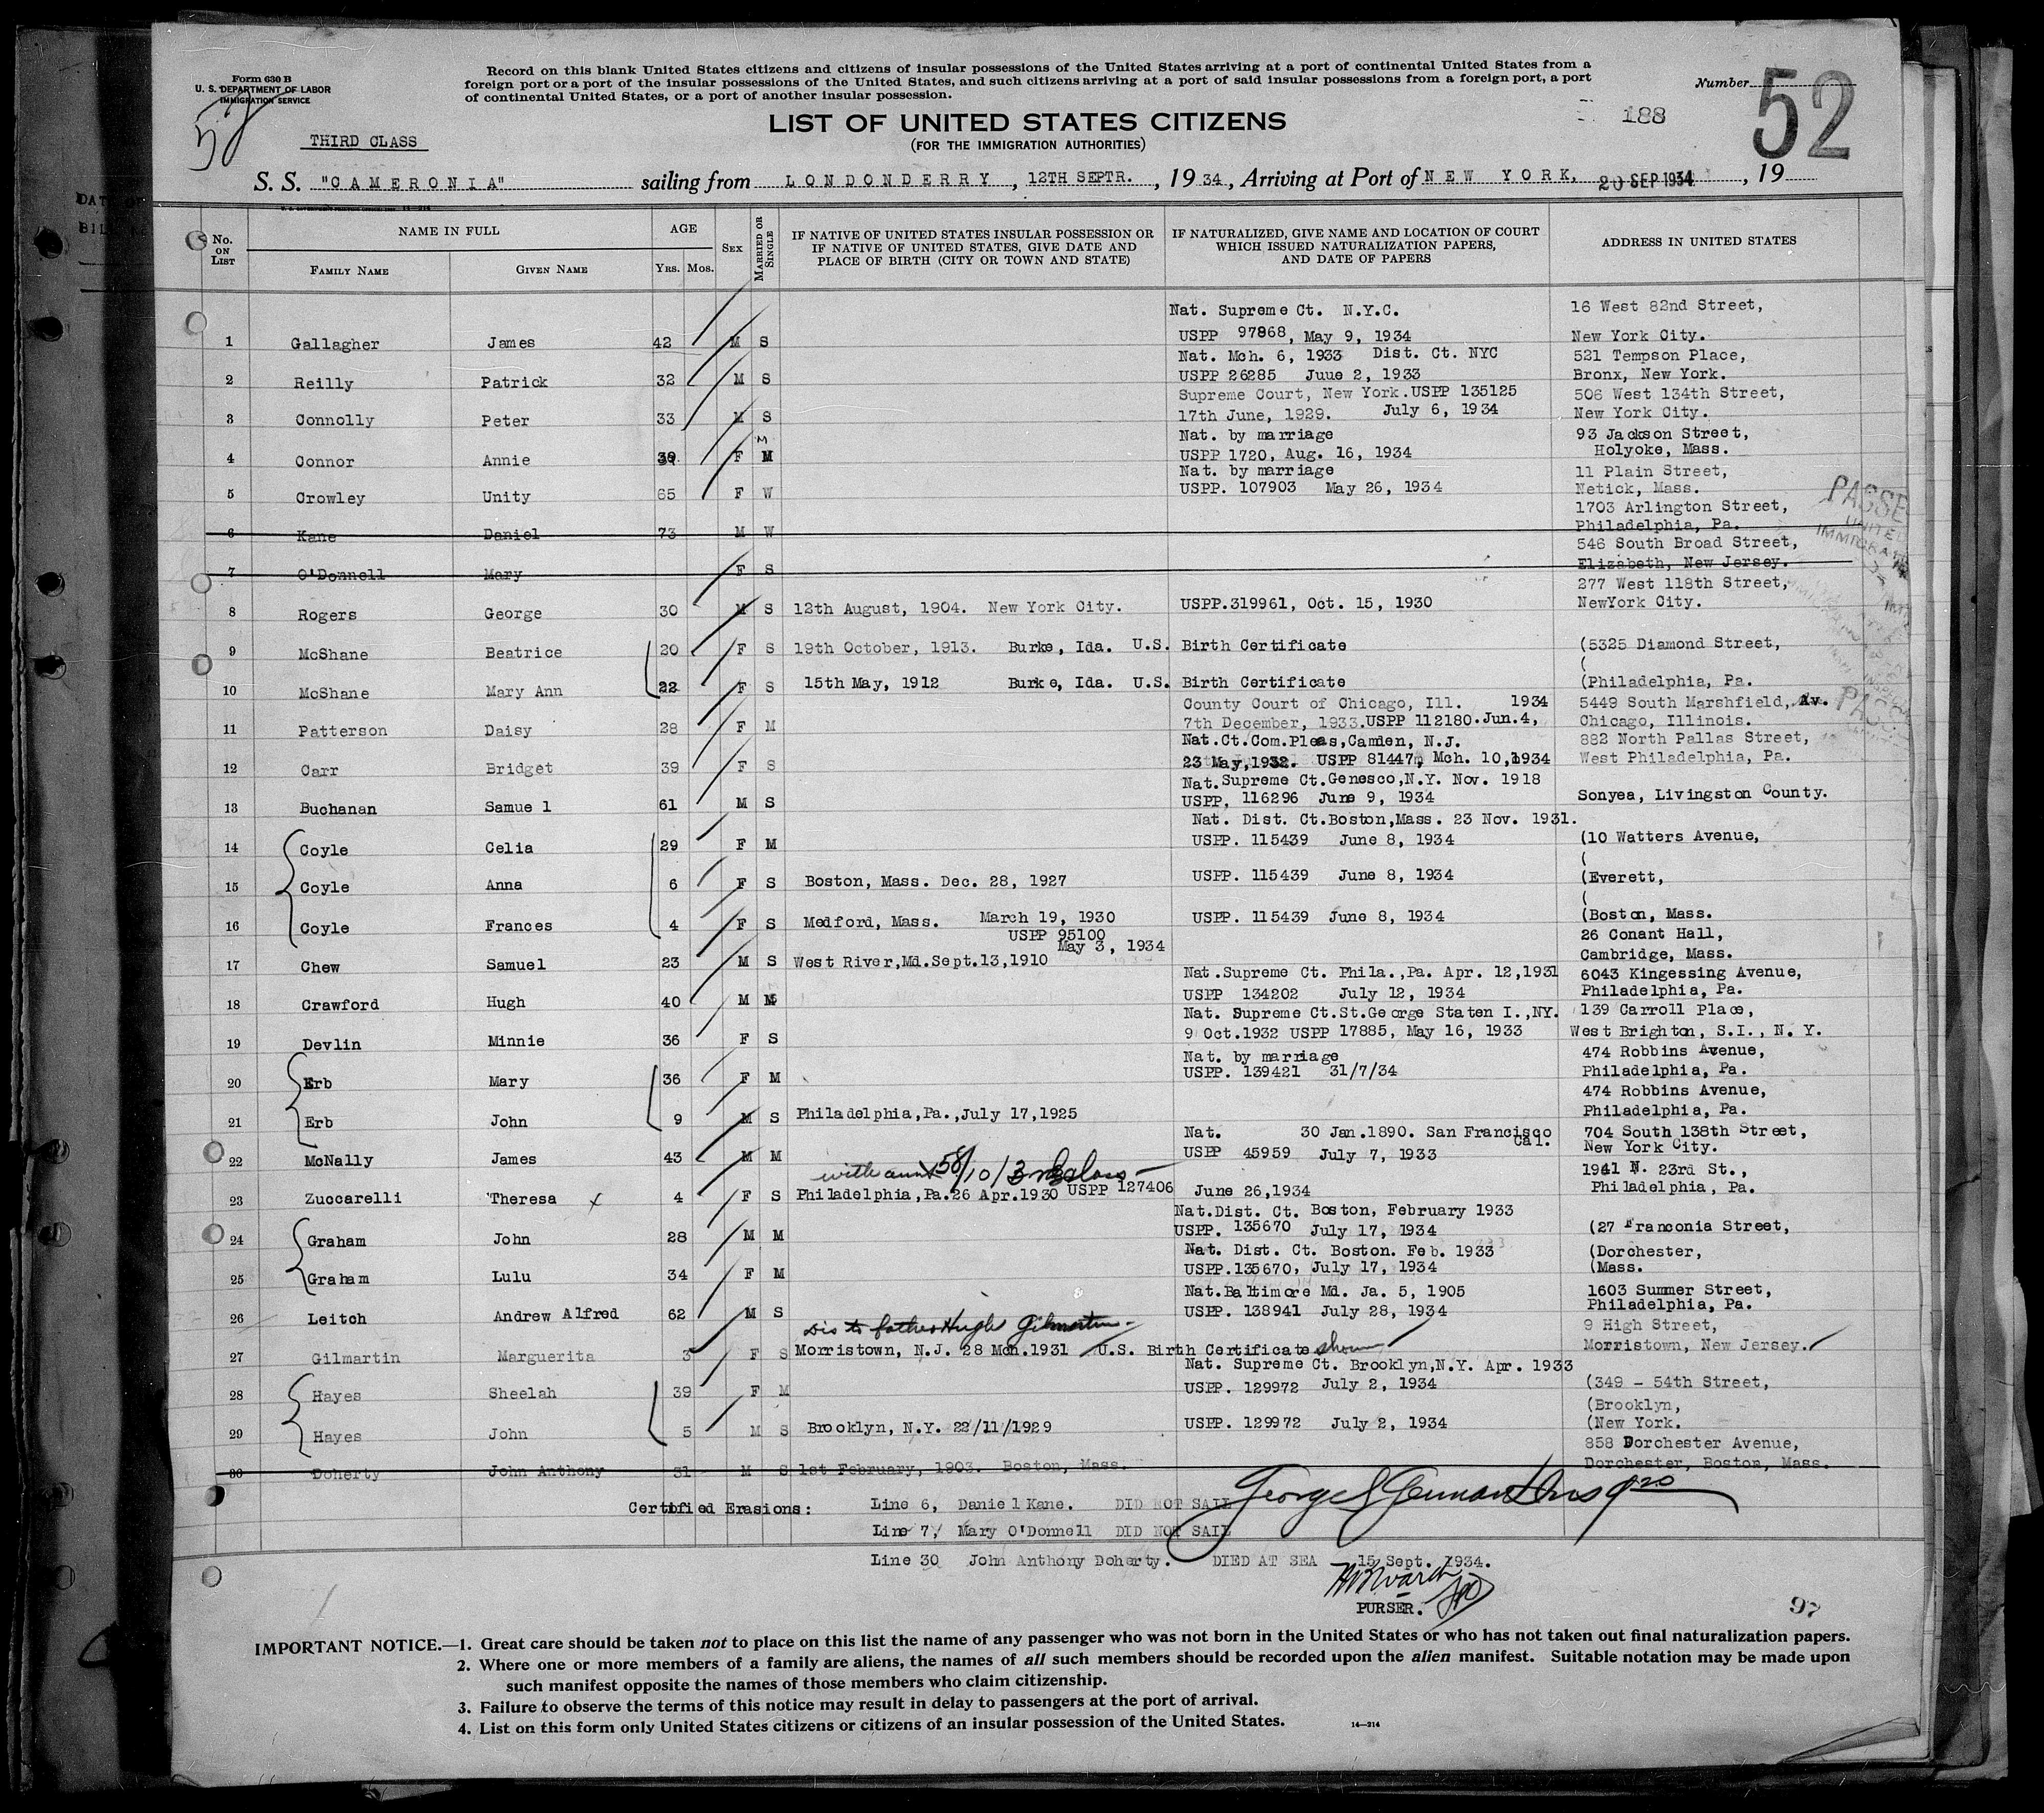 Form 630 B
U. S. DEPARTMENT OF LABOR
IMMIGRATION SERVICE
Record on this blank United States citizens and citizens of insular possessions of the United States arriving at a port of continental United States from a
foreign port or a port of the insular possessions of the United States, and such citizens arriving at a port of said insular possessions from a foreign port, a port
of continental United States, or a port of another insular possession.
Number 52
188
52
THIRD CLASS
LIST OF UNITED STATES CITIZENS
(FOR THE IMMIGRATION AUTHORITIES)
S. S. "CAMERONIA" sailing from LONDONDERRY, 12TH SEPTR., 1934, Arriving at Port of NEW YORK, 20 SEP 1934, 19
No. ON LIST
NAME IN FULL
FAMILY NAME GIVEN NAME
AGE
YRS. MOS.
SEX
MARRIED OR SINGLE
IF NATIVE OF UNITED STATES INSULAR POSSESSION OR
IF NATIVE OF UNITED STATES, GIVE DATE AND
PLACE OF BIRTH (CITY OR TOWN AND STATE)
IF NATURALIZED, GIVE NAME AND LOCATION OF COURT
WHICH ISSUED NATURALIZATION PAPERS,
AND DATE OF PAPERS
ADDRESS IN UNITED STATES
Nat. Supreme Ct. N.Y.C. 16 West 82nd Street,
1 Gallagher James 42 M S USPP 97868, May 9, 1934 New York City.
Nat. Mch. 6, 1933 Dist. Ct. NYC 521 Tempson Place,
2 Reilly Patrick 32 M S USPP 26285 Juue 2, 1933 Bronx, New York.
Supreme Court, New York. USPP 135125 506 West 134th Street,
3 Connolly Peter 33 M S 17th June, 1929. July 6, 1934 New York City.
Nat. by marriage 93 Jackson Street,
4 Connor Annie F M USPP 1720, Aug. 16, 1934 Holyoke, Mass.
Nat. by marriage 11 Plain Street,
5 Crowley Unity 65 F W USPP. 107903 May 26, 1934 Netick, Mass.
1703 Arlington Street,
6 Kane Daniel 73 M W Philadelphia, Pa.
546 South Broad Street,
7 O'Donnell Mary F S Elizabeth, New Jersey.
277 West 118th Street,
8 Rogers George 30 M S 12th August, 1904. New York City. USPP.319961, Oct. 15, 1930 NewYork City.
9 McShane Beatrice 20 F S 19th October, 1913. Burke, Ida. U.S. Birth Certificate (5325 Diamond Street,
(
10 McShane Mary Ann 22 F S 15th May, 1912 Burke, Ida. U.S. Birth Certificate (Philadelphia, Pa.
County Court of Chicago, Ill. 1934 5449 South Marshfield, Av.
11 Patterson Daisy 28 F M 7th December, 1933. USPP 112180. Jun.4, Chicago, Illinois.
Nat.Ct.Com.Pleas,Camden, N.J. 882 North Pallas Street,
12 Carr Bridget 39 F S 23 May,1932. USPP 81447, Mch. 10,1934 West Philadelphia, Pa.
Nat.Supreme Ct.Genesco,N.Y. Nov. 1918
13 Buchanan Samue l 61 M S USPP, 116296 June 9, 1934 Sonyea, Livingston County.
Nat. Dist. Ct.Boston,Mass. 23 Nov. 1931.
14 Coyle Celia 29 F M USPP. 115439 June 8, 1934 (10 Watters Avenue,
(
15 Coyle Anna 6 F S Boston, Mass. Dec. 28, 1927 USPP. 115439 June 8, 1934 (Everett,
(
16 Coyle Frances 4 F S Medford, Mass. March 19, 1930 USPP. 115439 June 8, 1934 (Boston, Mass.
USPP 95100 26 Conant Hall,
May 3, 1934
17 Chew Samuel 23 M S West River,Md.Sept.13,1910 Cambridge, Mass.
Nat.Supreme Ct. Phila.,Pa. Apr. 12,1931 6043 Kingessing Avenue,
18 Crawford Hugh 40 M M USPP 134202 July 12, 1934 Philadelphia, Pa.
Nat. Supreme Ct.St.George Staten I.,NY. 139 Carroll Place,
19 Devlin Minnie 36 F S 9 Oct.1932 USPP 17885, May 16, 1933 West Brighton, S.I., N. Y.
Nat. by marriage 474 Robbins Avenue,
20 Erb Mary 36 F M USPP. 139421 31/7/34 Philadelphia, Pa.
474 Robbins Avenue,
21 Erb John 9 M S Philadelphia,Pa.,July 17,1925 Philadelphia, Pa.
Nat. 30 Jan.1890. San Francisco Cal. 704 South 138th Street,
22 McNally James 43 M M USPP 45959 July 7, 1933 New York City.
with aunt 58/10/ 1941 N. 23rd St.,
23 Zuccarelli Theresa x 4 F S Philadelphia,Pa.26 Apr.1930 USPP 127406 June 26,1934 Philadelphia, Pa.
Nat.Dist. Ct. Boston, February 1933
24 Graham John 28 M M USPP. 135670 July 17, 1934 (27 Franconia Street,
Nat. Dist. Ct. Boston. Feb. 1933 (Dorchester,
25 Graham Lulu 34 F M USPP.135670, July 17, 1934 (Mass.
Nat.Baltimore Md. Ja. 5, 1905 1603 Summer Street,
26 Leitch Andrew Alfred 62 M S USPP. 138941 July 28, 1934 Philadelphia, Pa.
Dis to father Hugh Gilmartin 9 High Street,
27 Gilmartin Marguerita 3 F S Morristown, N.J. 28 Mch.1931 U.S. Birth Certificate shown Morristown, New Jersey.
Nat. Supreme Ct. Brooklyn,N.Y. Apr. 1933
28 Hayes Sheelah 39 F M USPP. 129972 July 2, 1934 (349 - 54th Street,
(Brooklyn,
29 Hayes John 5 M S Brooklyn, N.Y. 22/11/1929 USPP. 129972 July 2, 1934 (New York.
858 Dorchester Avenue,
30 Doherty John Anthony 31 M S 1st February, 1903. Boston, Mass. Dorchester, Boston, Mass.
Certified Erasions: Line 6, Danie l Kane. DID NOT SAIL
Line 7, Mary O'Donnell DID NOT SAIL
Line 30 John Anthony Doherty. DIED AT SEA 15 Sept. 1934.
PURSER.
97
IMPORTANT NOTICE.—1. Great care should be taken not to place on this list the name of any passenger who was not born in the United States or who has not taken out final naturalization papers.
2. Where one or more members of a family are aliens, the names of all such members should be recorded upon the alien manifest. Suitable notation may be made upon
such manifest opposite the names of those members who claim citizenship.
3. Failure to observe the terms of this notice may result in delay to passengers at the port of arrival.
4. List on this form only United States citizens or citizens of an insular possession of the United States.
14—214